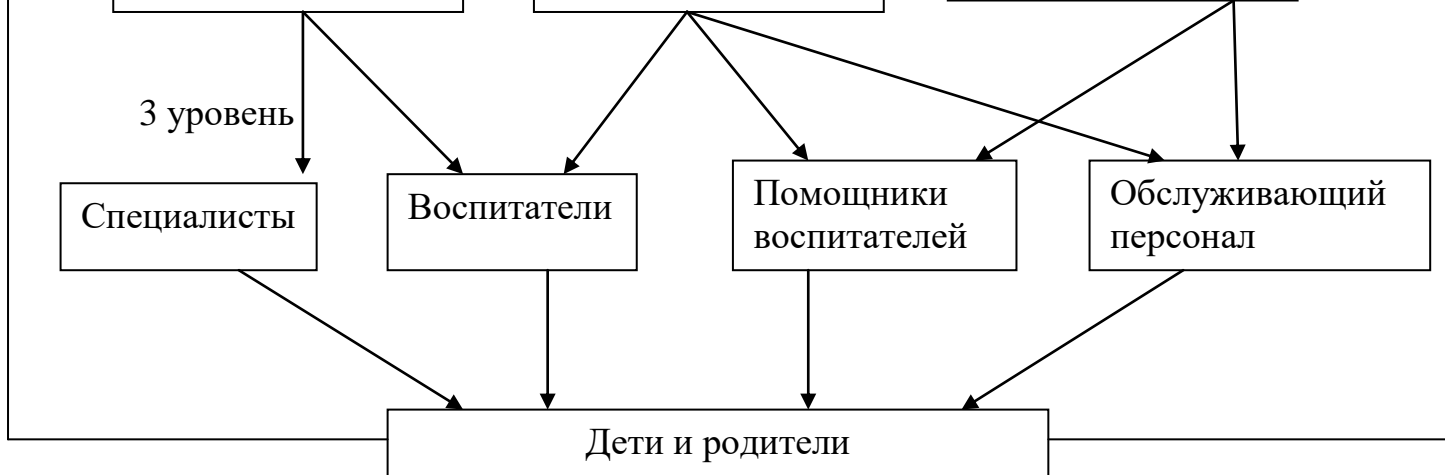 3 уровень
Специалисты
Воспитатели
Помощники
воспитателей
Обслуживающий
персонал
Дети и родители